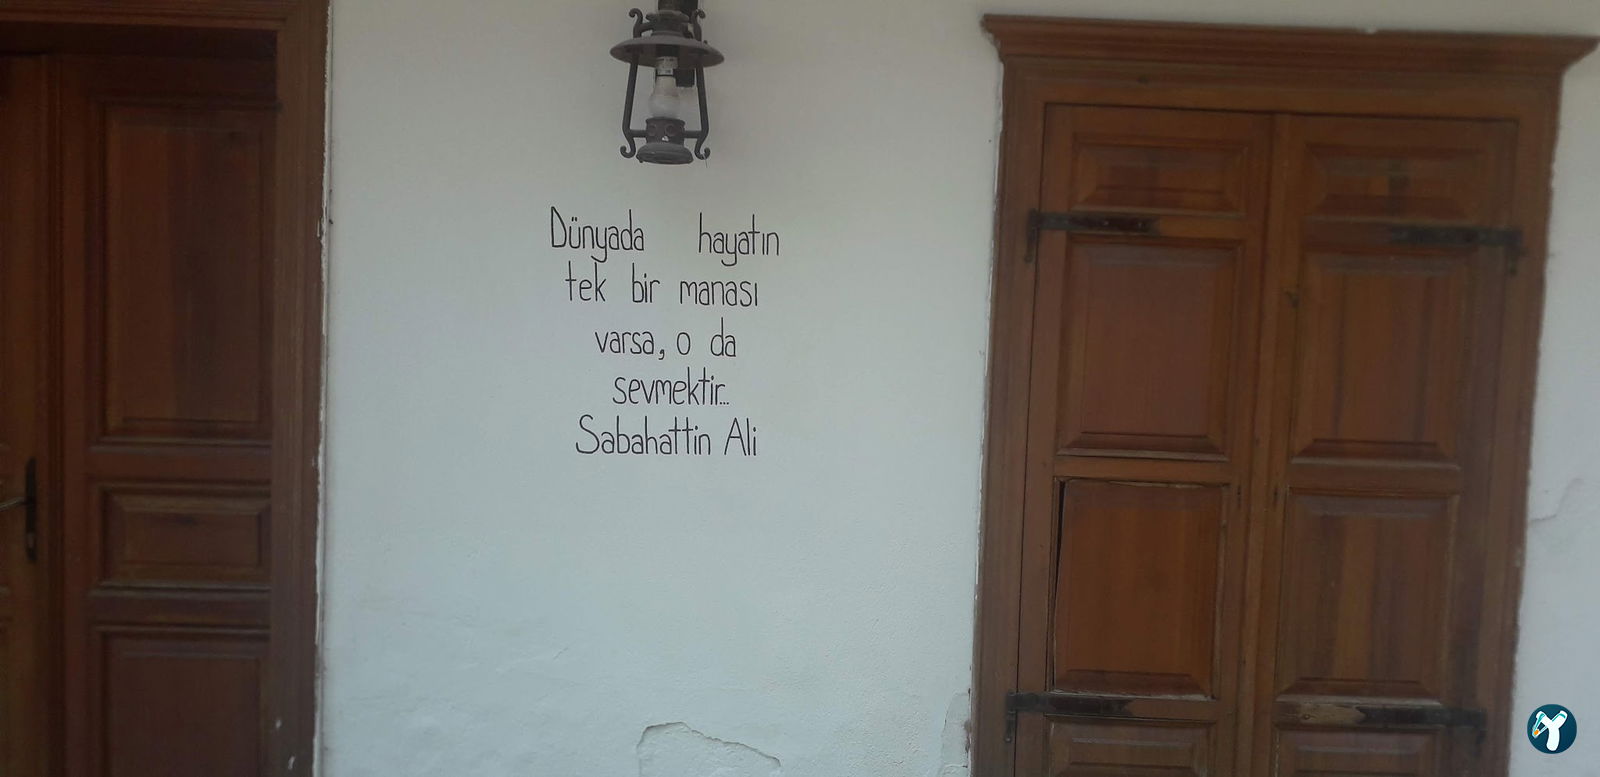 Dünyada hayatın
tek bir manası
varsa, o da
sevmektir...
Sabahattin Ali